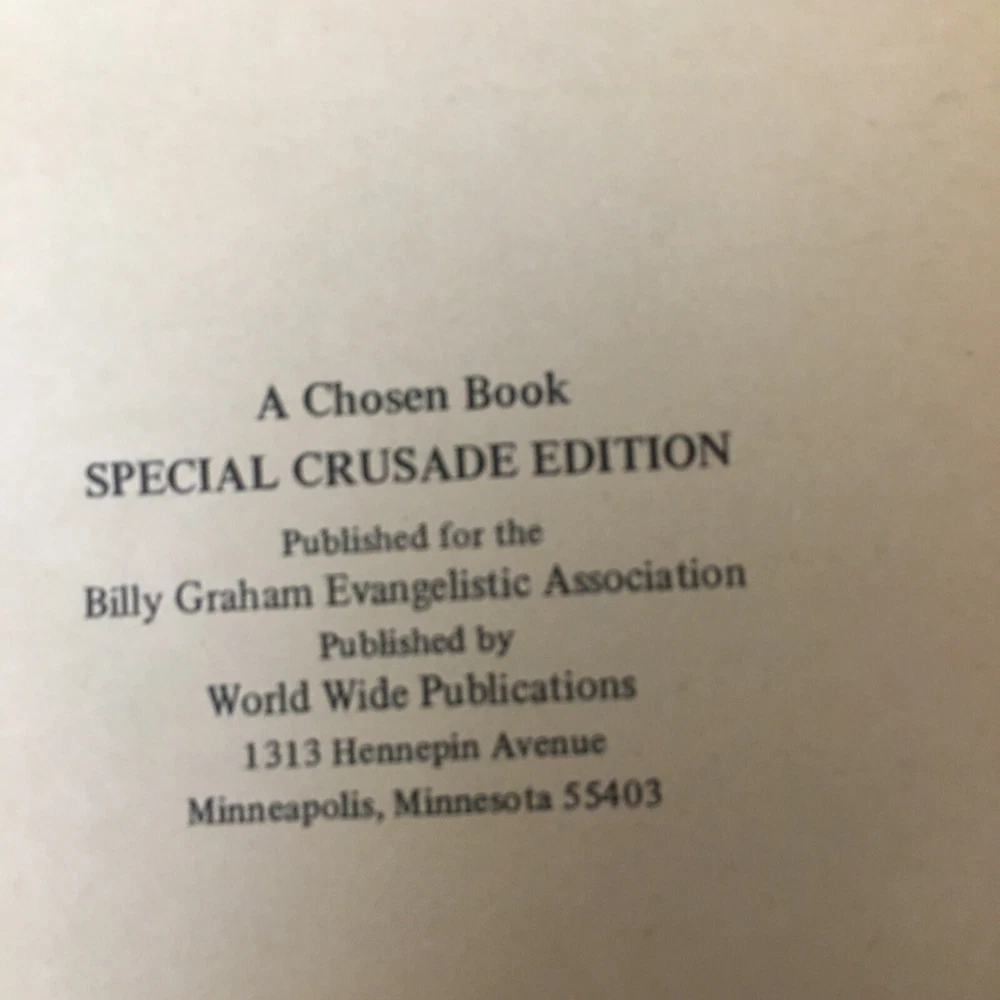 A Chosen Book
SPECIAL CRUSADE EDITION
Published for the
Billy Graham Evangelistic Association
Published by
World Wide Publications
1313 Hennepin Avenue
Minneapolis, Minnesota 55403